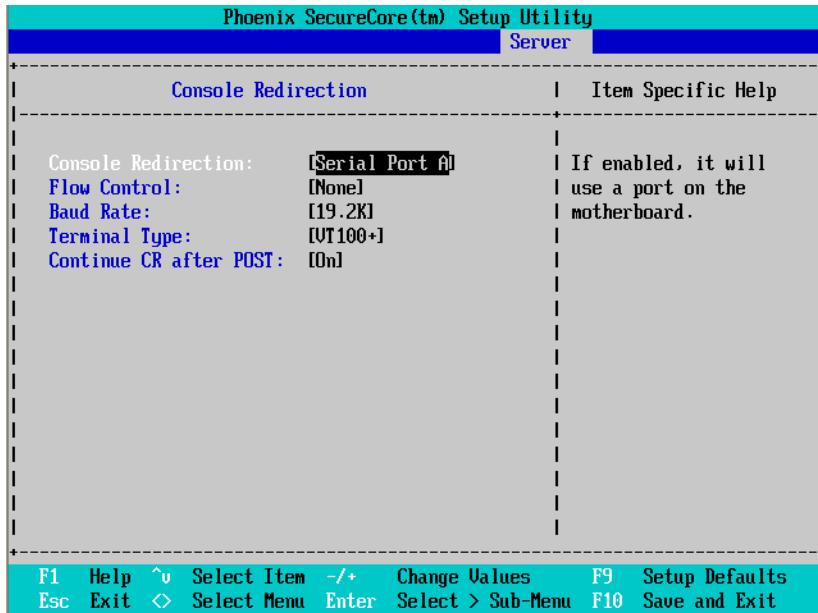 Phoenix SecureCore(tm) Setup Utility
Server
Console Redirection
Item Specific Help
Console Redirection: [Serial Port A]
Flow Control: [None]
Baud Rate: [19.2K]
Terminal Type: [VT100+]
Continue CR after POST: [On]
If enabled, it will
use a port on the
motherboard.
F1 Help ^v Select Item -/+ Change Values F9 Setup Defaults
Esc Exit <> Select Menu Enter Select > Sub-Menu F10 Save and Exit